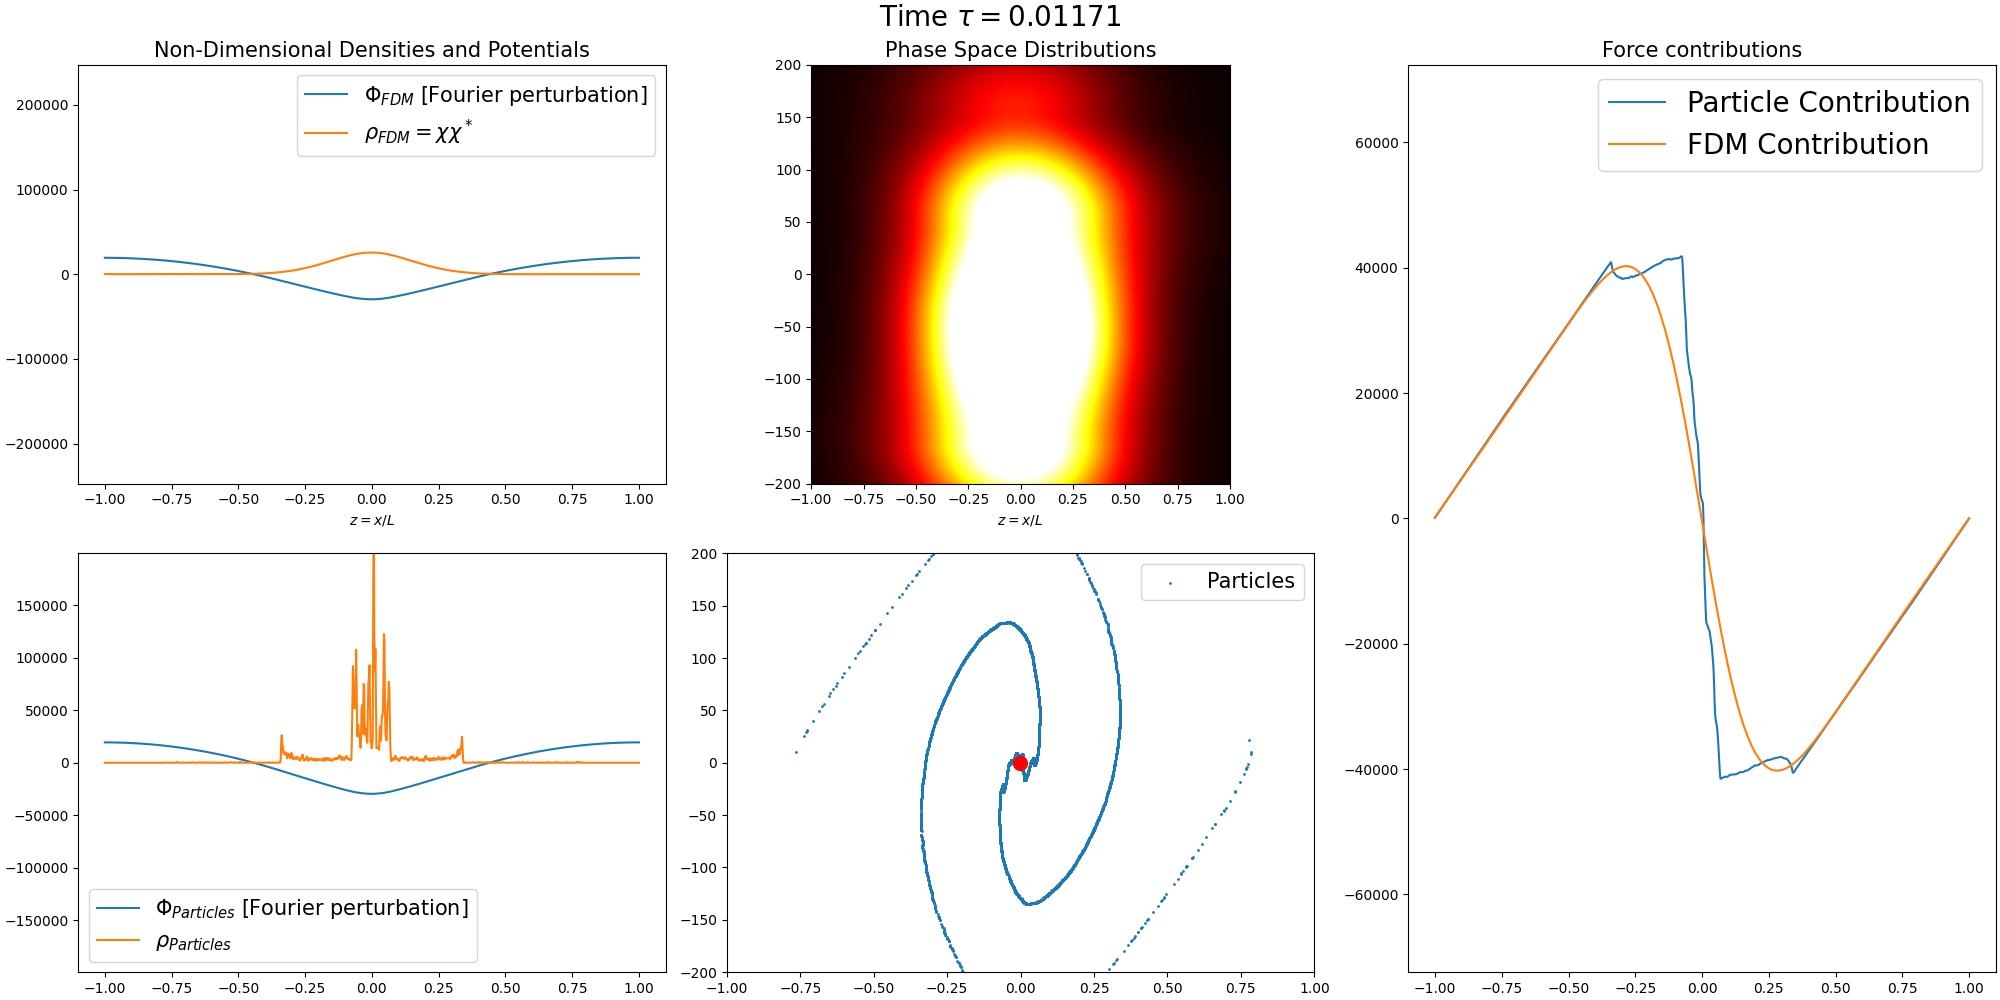 Time τ = 0.01171
Non-Dimensional Densities and Potentials
Φ_FDM [Fourier perturbation]
ρ_FDM = χχ*
200000
100000
0
−100000
−200000
−1.00 −0.75 −0.50 −0.25 0.00 0.25 0.50 0.75 1.00
z = x/L
Phase Space Distributions
200
150
100
50
0
−50
−100
−150
−200
−1.00 −0.75 −0.50 −0.25 0.00 0.25 0.50 0.75 1.00
z = x/L
Force contributions
Particle Contribution
FDM Contribution
60000
40000
20000
0
−20000
−40000
−60000
−1.00 −0.75 −0.50 −0.25 0.00 0.25 0.50 0.75 1.00
150000
100000
50000
0
−50000
−100000
−150000
Φ_Particles [Fourier perturbation]
ρ_Particles
−1.00 −0.75 −0.50 −0.25 0.00 0.25 0.50 0.75 1.00
Particles
200
150
100
50
0
−50
−100
−150
−200
−1.00 −0.75 −0.50 −0.25 0.00 0.25 0.50 0.75 1.00